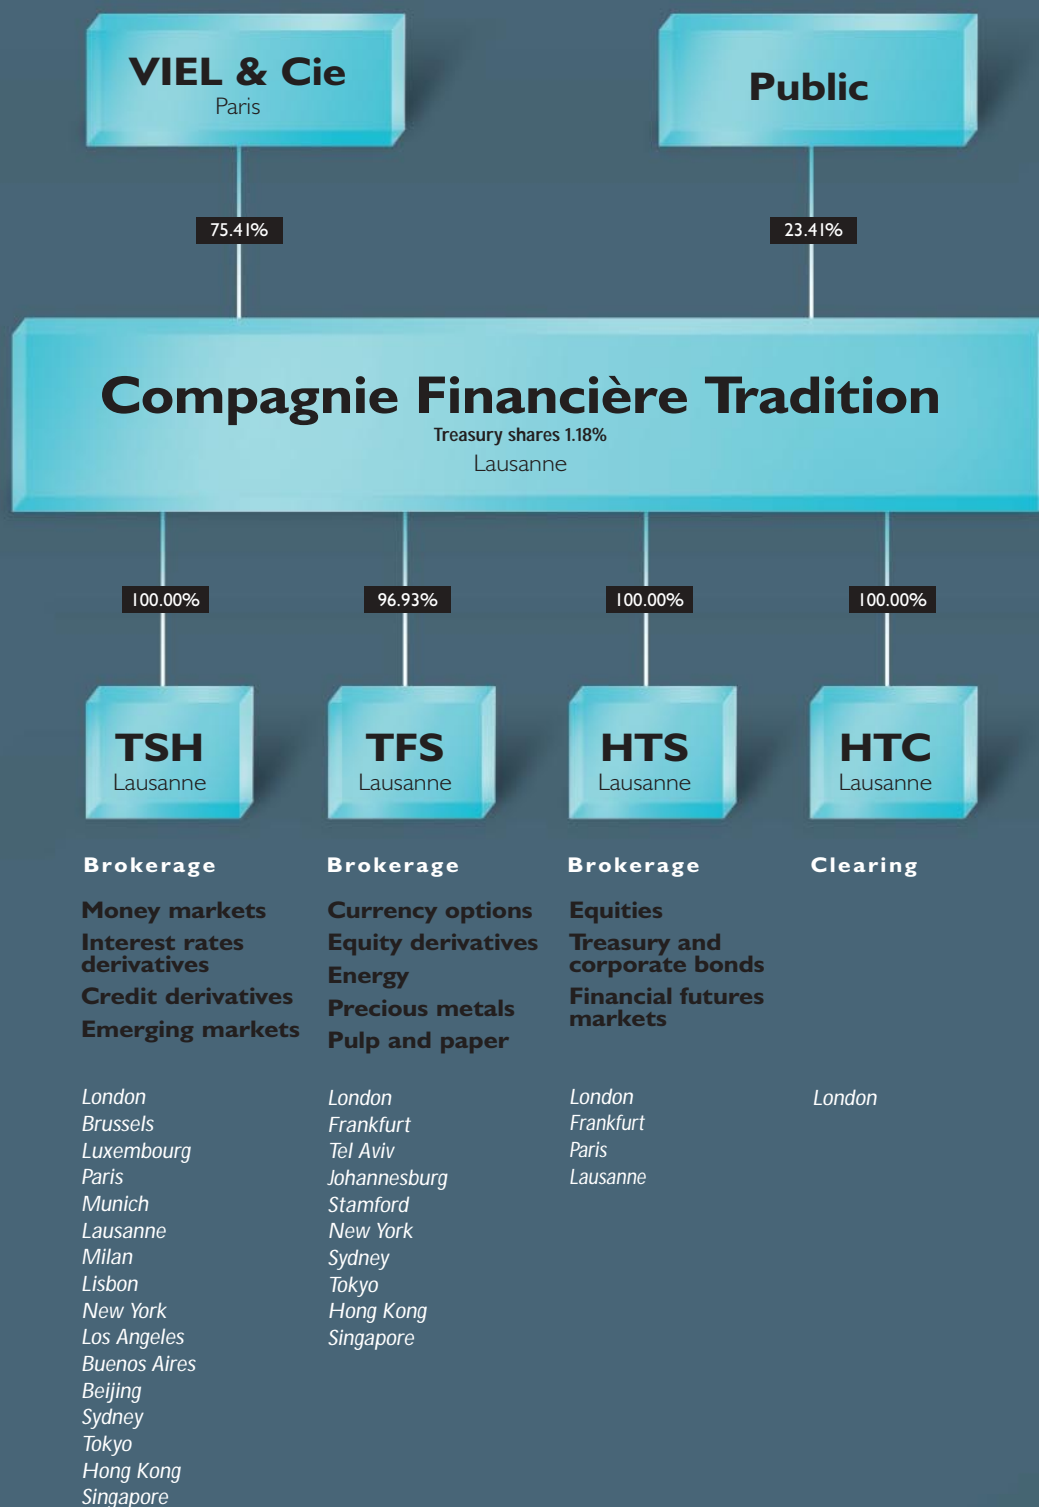 VIEL & Cie
Paris
Public
75.41%
23.41%
Compagnie Financière Tradition
Treasury shares 1.18%
Lausanne
100.00%
96.93%
100.00%
100.00%
TSH
Lausanne
TFS
Lausanne
HTS
Lausanne
HTC
Lausanne
Brokerage
Money markets
Interest rates
derivatives
Credit derivatives
Emerging markets
London
Brussels
Luxembourg
Paris
Munich
Lausanne
Milan
Lisbon
New York
Los Angeles
Buenos Aires
Beijing
Sydney
Tokyo
Hong Kong
Singapore
Brokerage
Currency options
Equity derivatives
Energy
Precious metals
Pulp and paper
London
Frankfurt
Tel Aviv
Johannesburg
Stamford
New York
Sydney
Tokyo
Hong Kong
Singapore
Brokerage
Equities
Treasury and
corporate bonds
Financial futures
markets
London
Frankfurt
Paris
Lausanne
Clearing
London